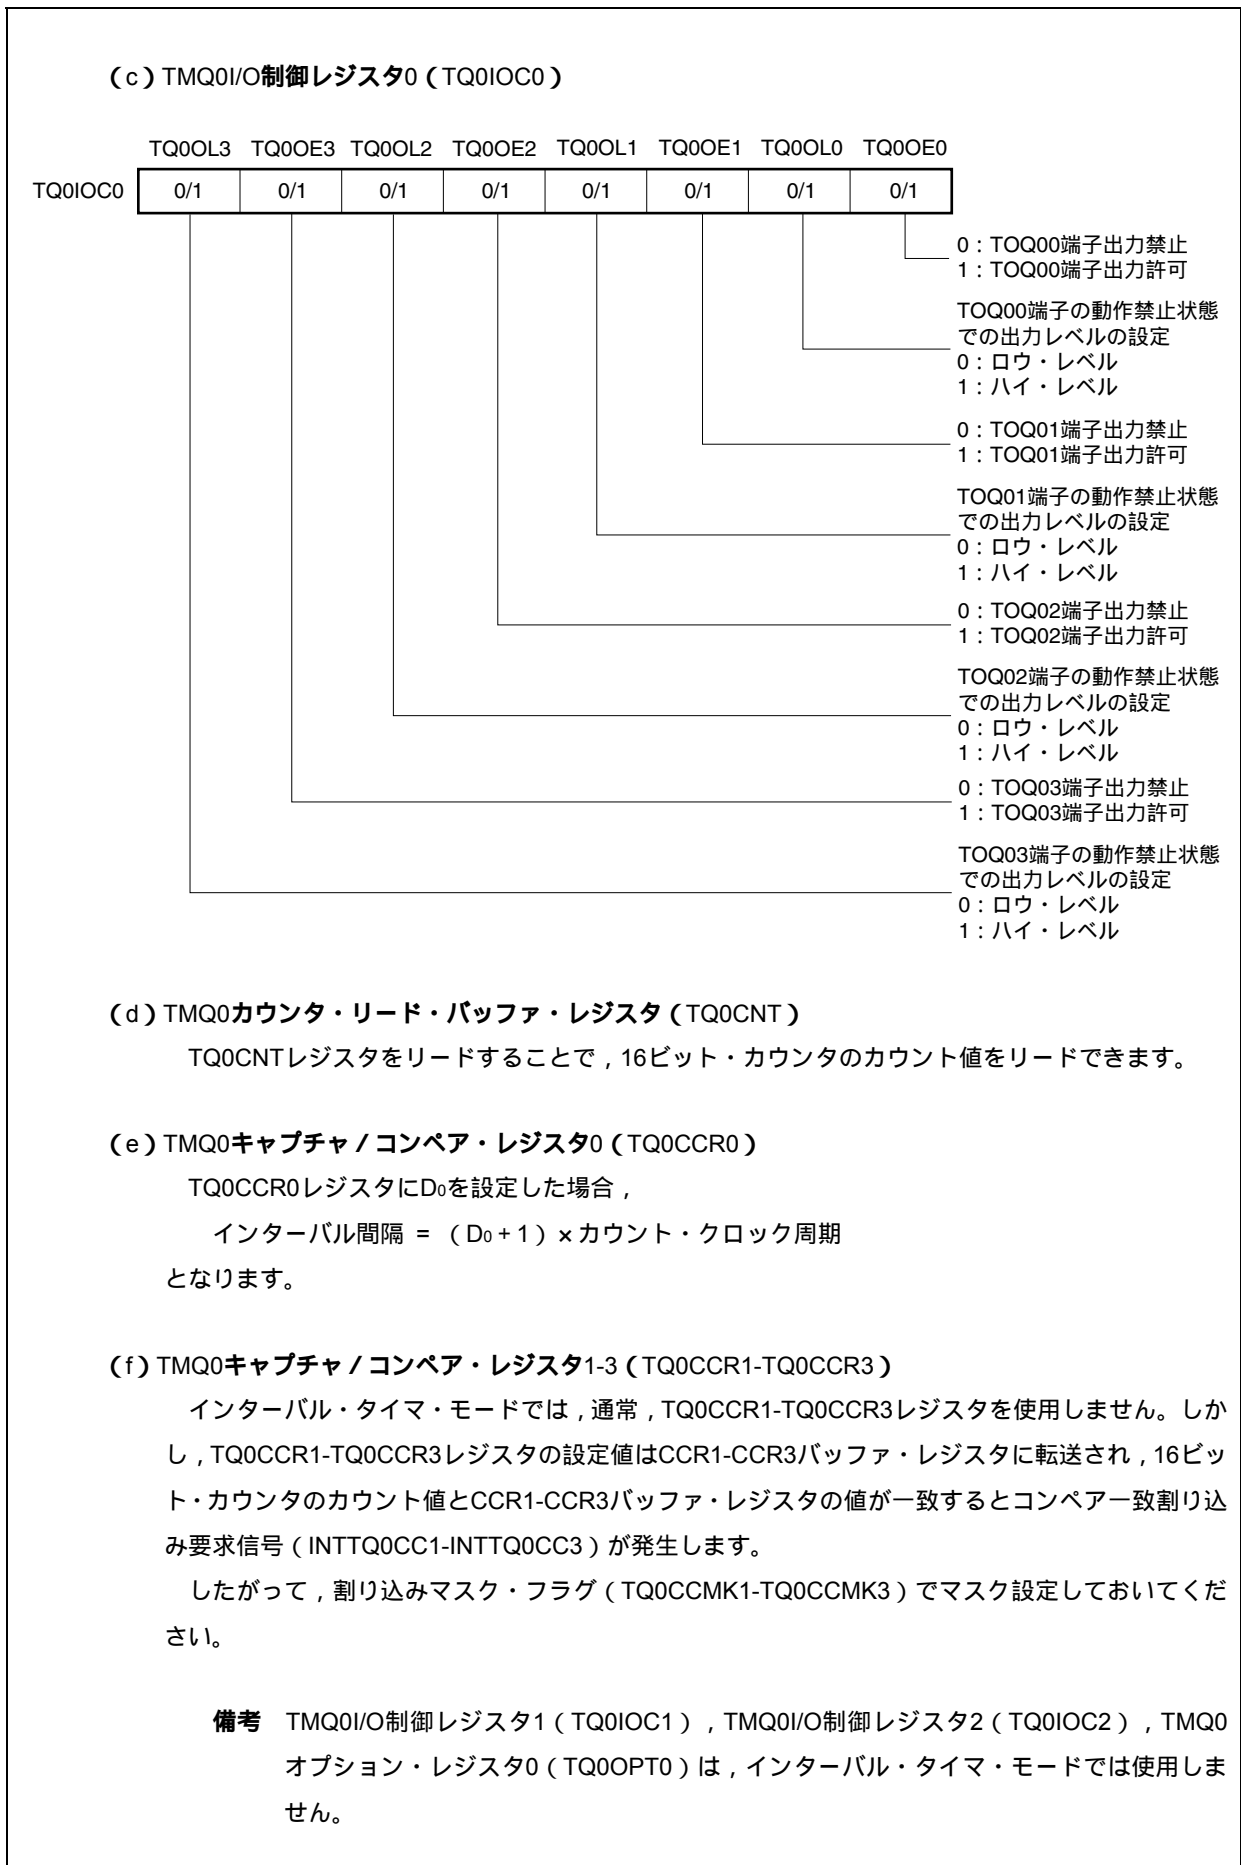 (c) TMQ0I/O制御レジスタ0(TQ0IOC0)
TQ0OL3 TQ0OE3 TQ0OL2 TQ0OE2 TQ0OL1 TQ0OE1 TQ0OL0 TQ0OE0
TQ0IOC0 0/1 0/1 0/1 0/1 0/1 0/1 0/1 0/1
0:TOQ00端子出力禁止
1:TOQ00端子出力許可
TOQ00端子の動作禁止状態
での出力レベルの設定
0:ロウ・レベル
1:ハイ・レベル
0:TOQ01端子出力禁止
1:TOQ01端子出力許可
TOQ01端子の動作禁止状態
での出力レベルの設定
0:ロウ・レベル
1:ハイ・レベル
0:TOQ02端子出力禁止
1:TOQ02端子出力許可
TOQ02端子の動作禁止状態
での出力レベルの設定
0:ロウ・レベル
1:ハイ・レベル
0:TOQ03端子出力禁止
1:TOQ03端子出力許可
TOQ03端子の動作禁止状態
での出力レベルの設定
0:ロウ・レベル
1:ハイ・レベル
(d) TMQ0カウンタ・リード・バッファ・レジスタ(TQ0CNT)
TQ0CNTレジスタをリードすることで,16ビット・カウンタのカウント値をリードできます。
(e) TMQ0キャプチャ/コンペア・レジスタ0(TQ0CCR0)
TQ0CCR0レジスタにD0を設定した場合,
インターバル間隔 = (D0+1)×カウント・クロック周期
となります。
(f) TMQ0キャプチャ/コンペア・レジスタ1-3(TQ0CCR1-TQ0CCR3)
インターバル・タイマ・モードでは,通常,TQ0CCR1-TQ0CCR3レジスタを使用しません。しか
し,TQ0CCR1-TQ0CCR3レジスタの設定値はCCR1-CCR3バッファ・レジスタに転送され,16ビッ
ト・カウンタのカウント値とCCR1-CCR3バッファ・レジスタの値が一致するとコンペア一致割り込
み要求信号(INTTQ0CC1-INTTQ0CC3)が発生します。
したがって,割り込みマスク・フラグ(TQ0CCMK1-TQ0CCMK3)でマスク設定しておいてくだ
さい。
備考 TMQ0I/O制御レジスタ1(TQ0IOC1),TMQ0I/O制御レジスタ2(TQ0IOC2),TMQ0
オプション・レジスタ0(TQ0OPT0)は,インターバル・タイマ・モードでは使用しま
せん。